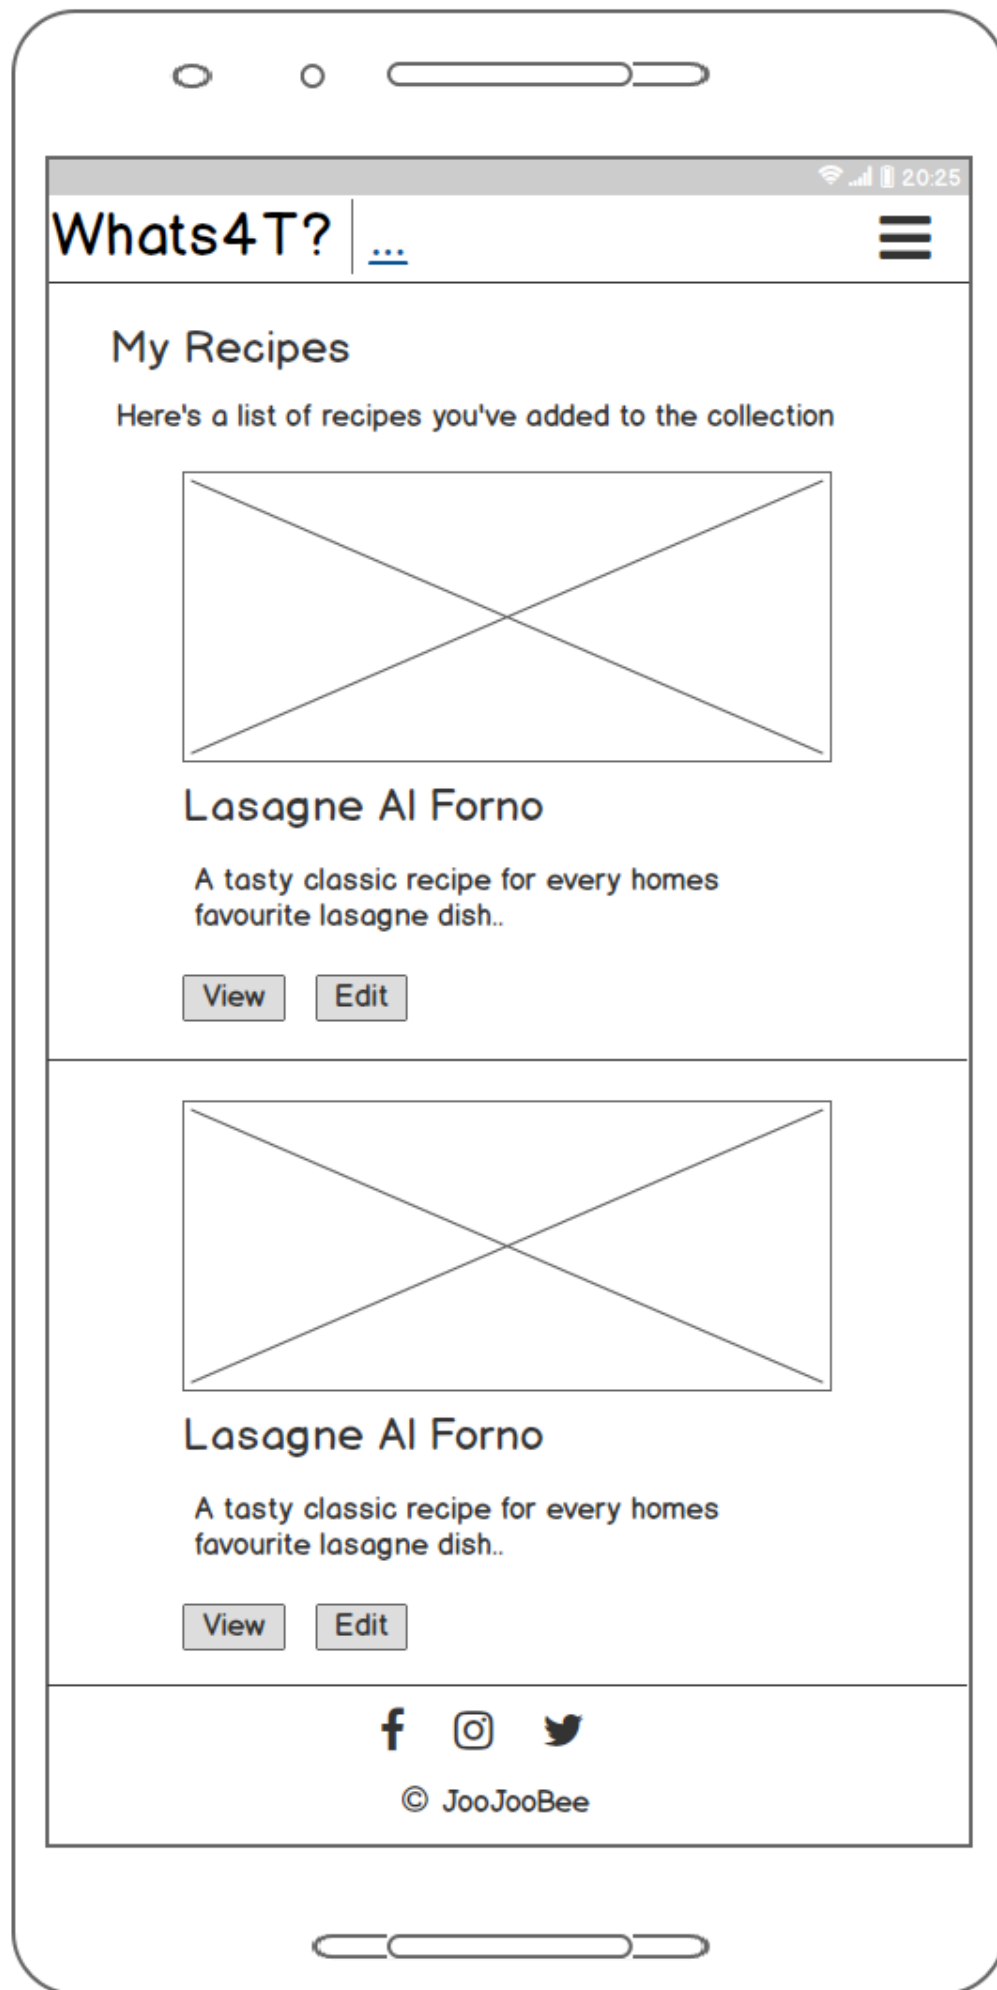 20:25
Whats4T? ...
My Recipes
Here's a list of recipes you've added to the collection
Lasagne Al Forno
A tasty classic recipe for every homes
favourite lasagne dish..
View Edit
Lasagne Al Forno
A tasty classic recipe for every homes
favourite lasagne dish..
View Edit
© JooJooBee